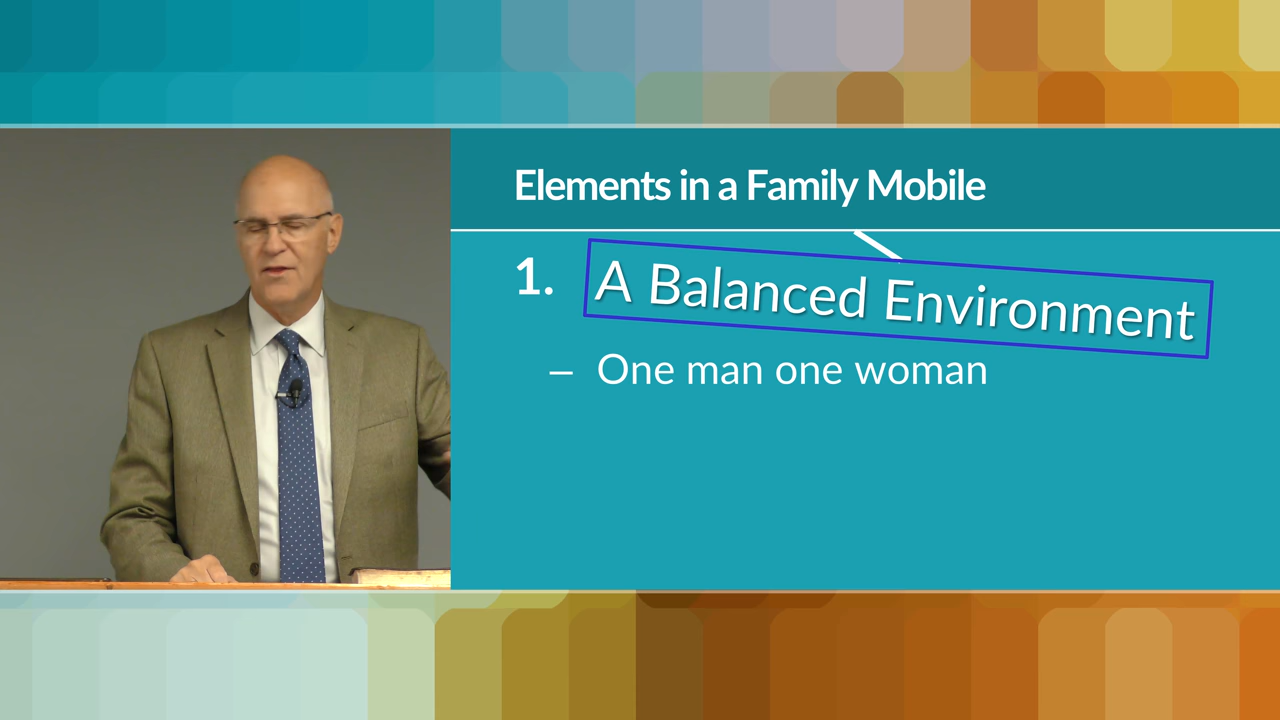 Elements in a Family Mobile
1. A Balanced Environment
– One man one woman